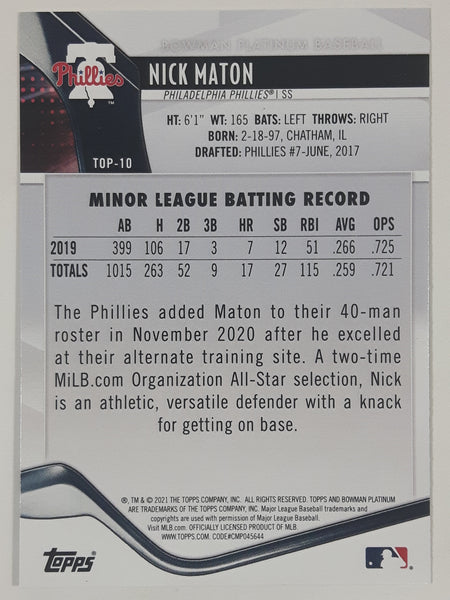 BOWMAN PLATINUM BASEBALL
Phillies
TM
NICK MATON
PHILADELPHIA PHILLIES® | SS
TOP-10
HT: 6'1" WT: 165 BATS: LEFT THROWS: RIGHT
BORN: 2-18-97, CHATHAM, IL
DRAFTED: PHILLIES #7-JUNE, 2017
MINOR LEAGUE BATTING RECORD
AB H 2B 3B HR SB RBI AVG OPS
2019 399 106 17 3 7 12 51 .266 .725
TOTALS 1015 263 52 9 17 27 115 .259 .721
The Phillies added Maton to their 40-man
roster in November 2020 after he excelled
at their alternate training site. A two-time
MiLB.com Organization All-Star selection, Nick
is an athletic, versatile defender with a knack
for getting on base.
®, TM & © 2021 THE TOPPS COMPANY, INC. ALL RIGHTS RESERVED. TOPPS AND BOWMAN PLATINUM
ARE TRADEMARKS OF THE TOPPS COMPANY, INC. Major League Baseball trademarks and
copyrights are used with permission of Major League Baseball.
Visit MLB.com. OFFICIALLY LICENSED PRODUCT OF MLB.
WWW.TOPPS.COM. CODE#CMP045644
TOPPS